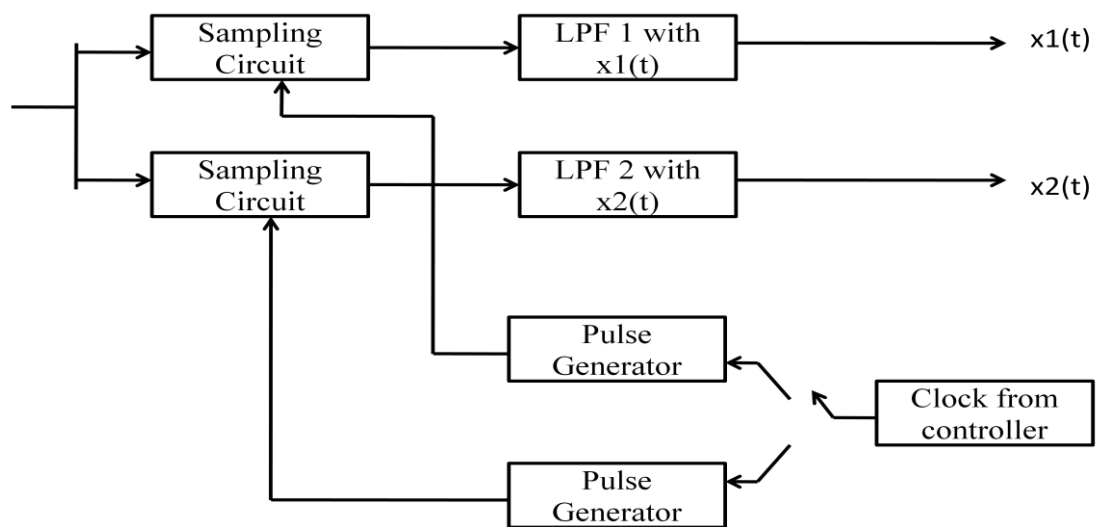 Sampling
Circuit
LPF 1 with
x1(t)
x1(t)
Sampling
Circuit
LPF 2 with
x2(t)
x2(t)
Pulse
Generator
Clock from
controller
Pulse
Generator